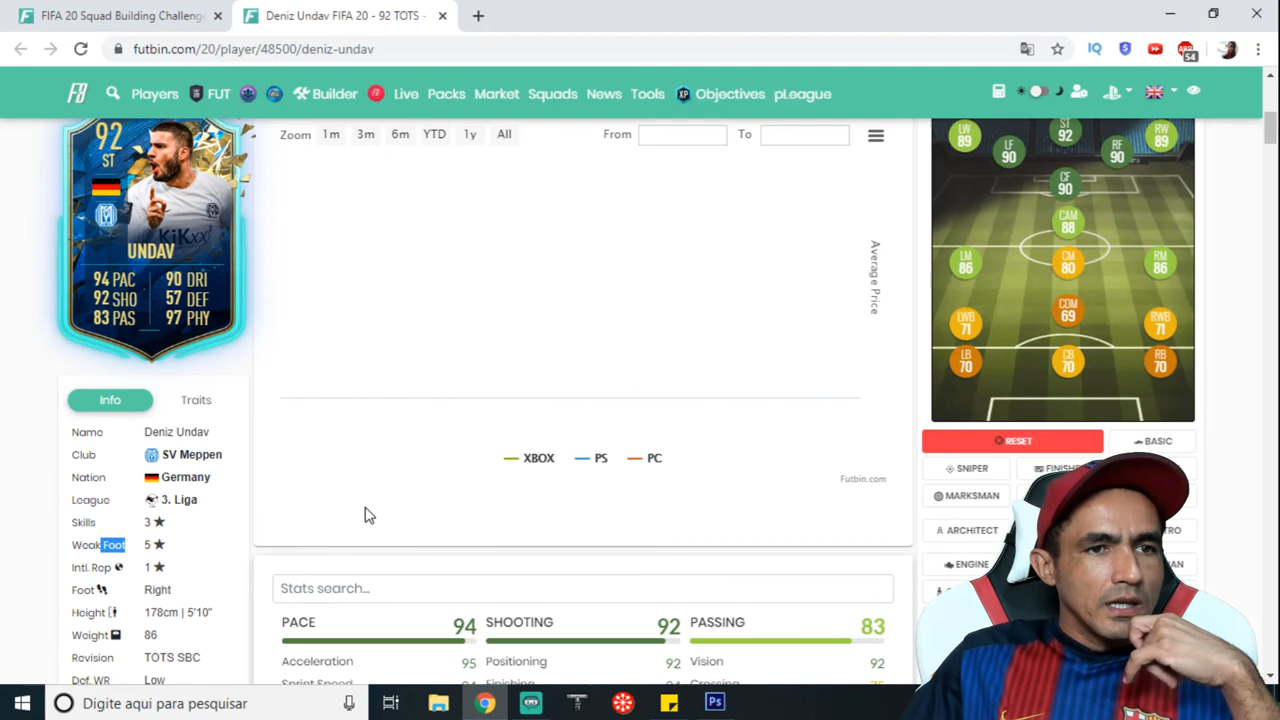 FIFA 20 Squad Building Challeng
Deniz Undav FIFA 20 - 92 TOTS -
futbin.com/20/player/48500/deniz-undav
54
F8 Players FUT Builder Live Packs Market Squads News Tools XP Objectives pLeague
92
ST
KiKxxl
UNDAV
94 PAC 90 DRI
92 SHO 57 DEF
83 PAS 97 PHY
Zoom 1m 3m 6m YTD 1y All From To
Average Price
XBOX PS PC
Futbin.com
LW 89
ST 92
RW 89
LF 90
RF 90
CF 90
CAM 88
LM 86
CM 80
RM 86
CDM 69
LWB 71
RWB 71
LB 70
CB 70
RB 70
Info Traits
Name Deniz Undav
Club SV Meppen
Nation Germany
League 3. Liga
Skills 3 ★
Weak Foot 5 ★
Intl. Rep 1 ★
Foot Right
Height 178cm | 5'10"
Weight 86
Revision TOTS SBC
Def. WR Low
RESET BASIC
SNIPER
MARKSMAN
ARCHITECT
ENGINE
Stats search...
PACE 94 SHOOTING 92 PASSING 83
Acceleration 95 Positioning 92 Vision 92
Digite aqui para pesquisar
Ps